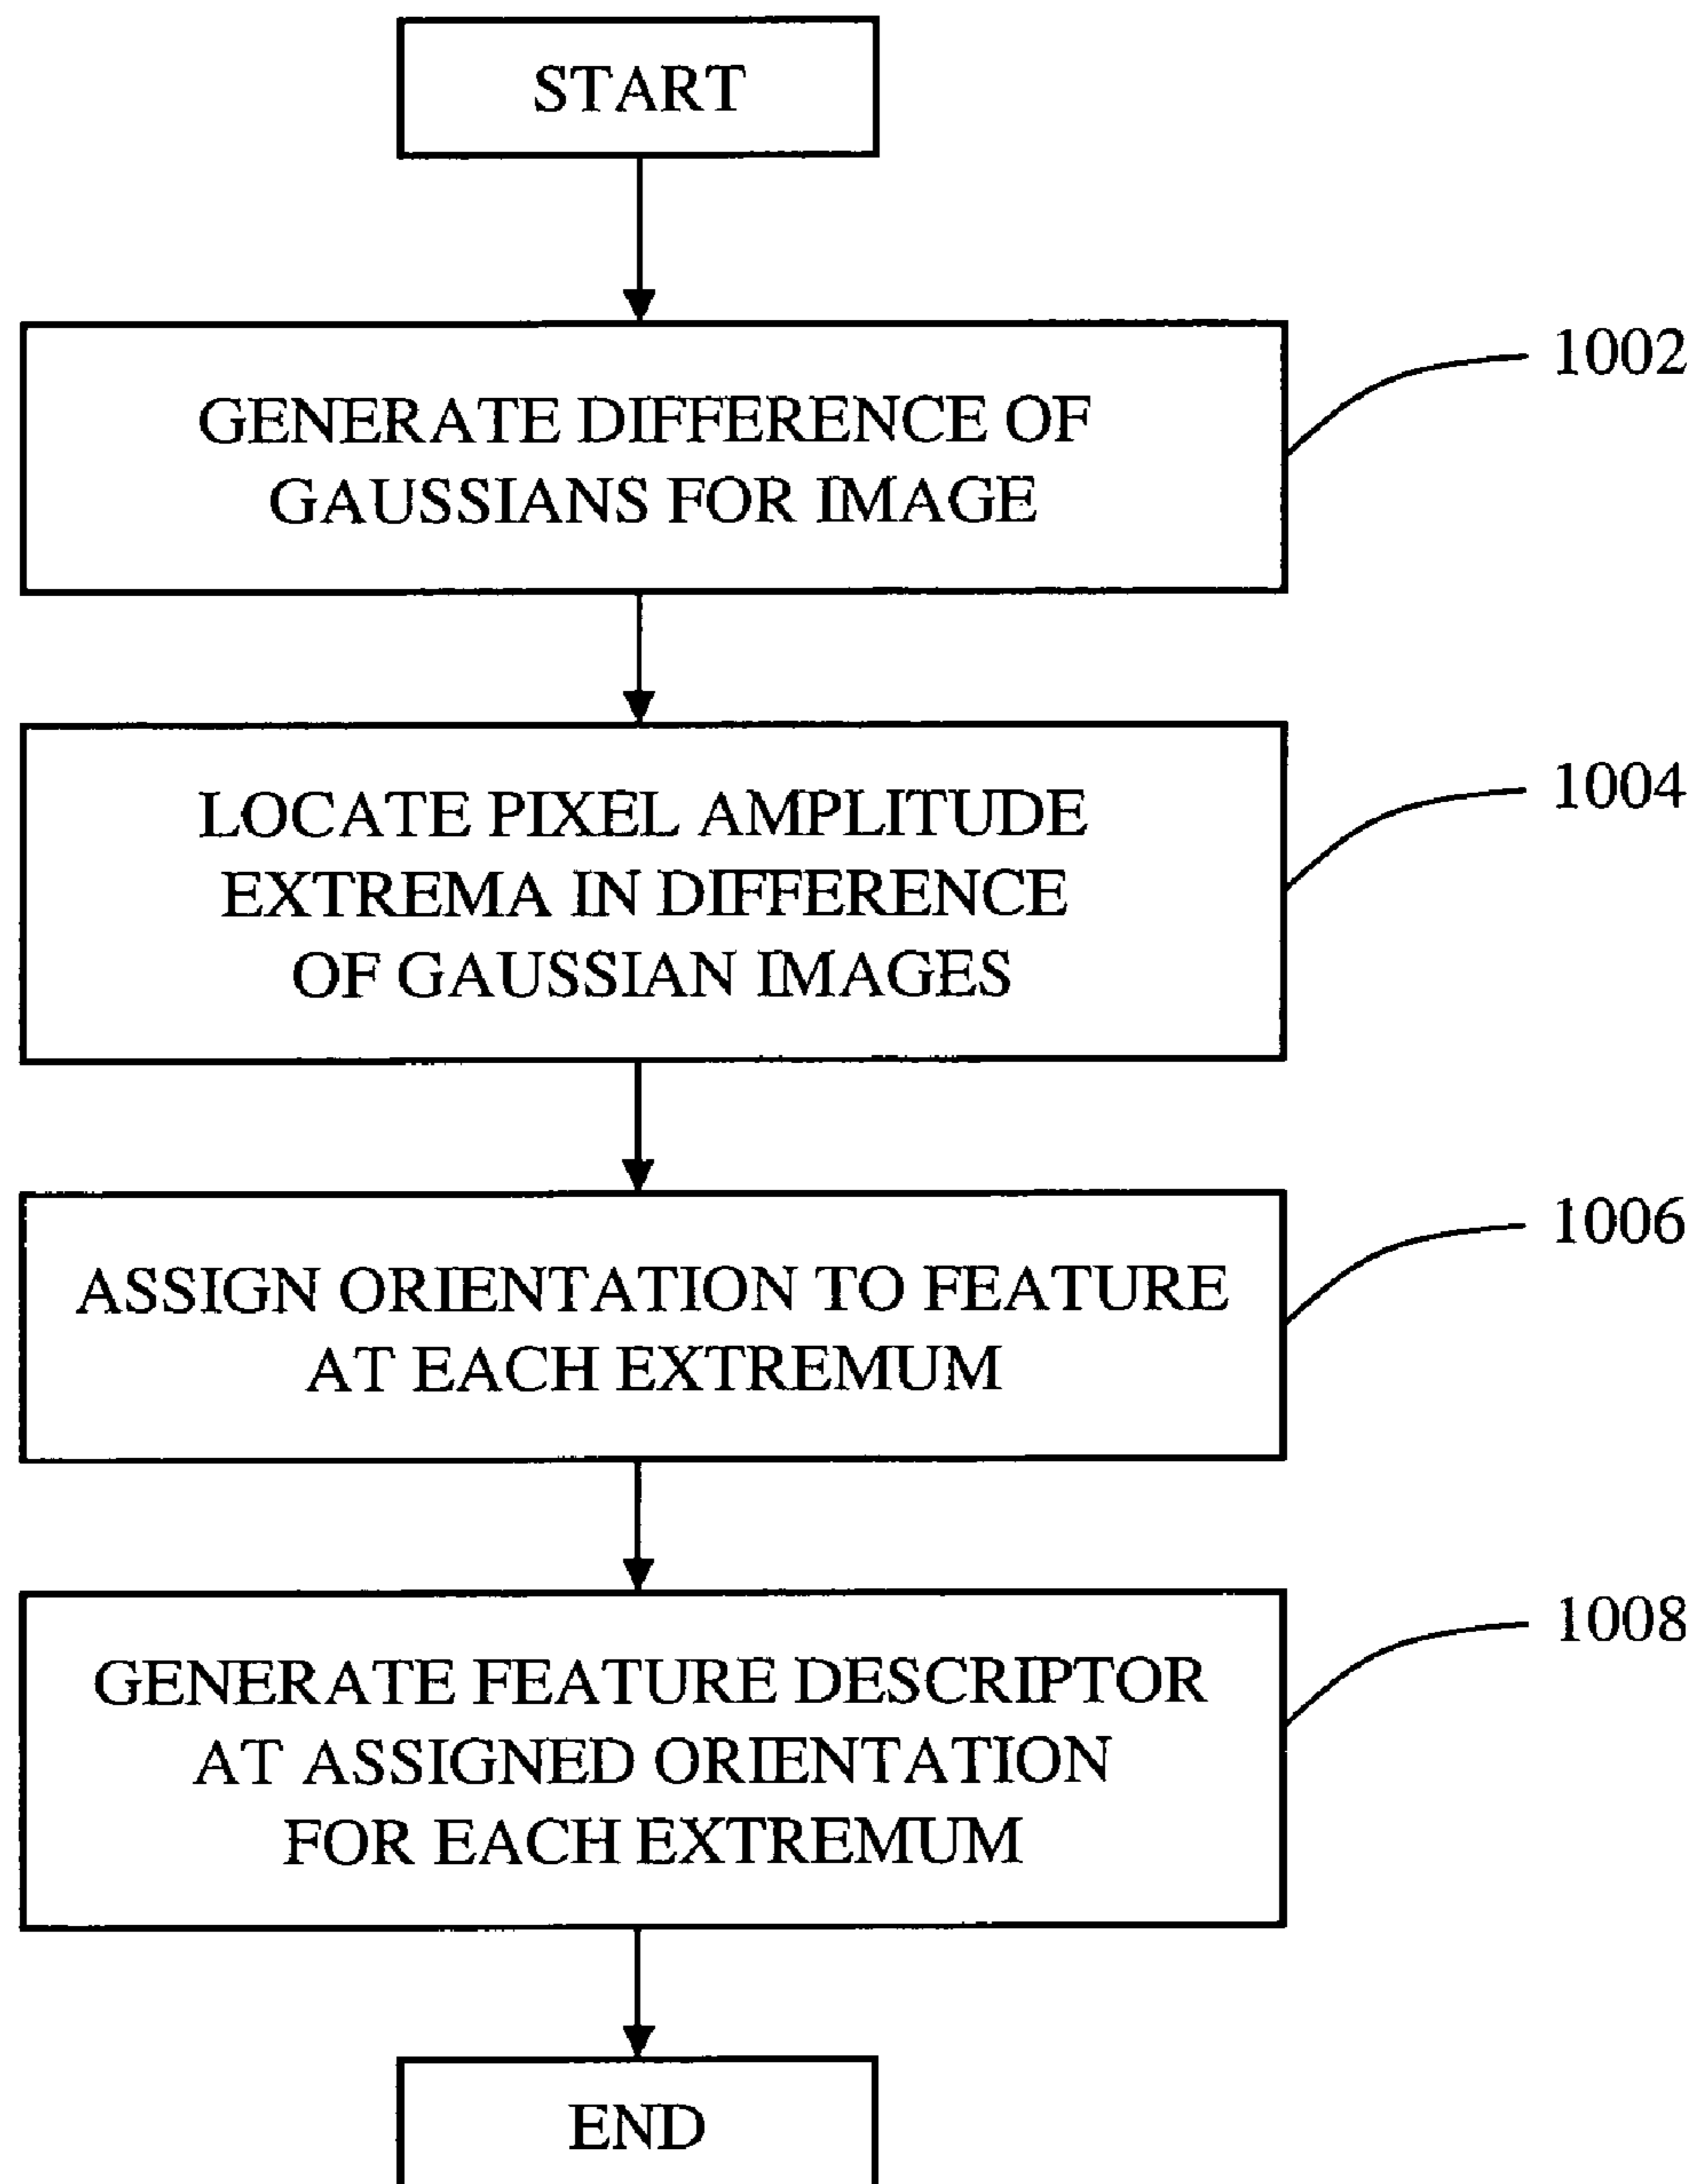 START
GENERATE DIFFERENCE OF
GAUSSIANS FOR IMAGE
1002
LOCATE PIXEL AMPLITUDE
EXTREMA IN DIFFERENCE
OF GAUSSIAN IMAGES
1004
ASSIGN ORIENTATION TO FEATURE
AT EACH EXTREMUM
1006
GENERATE FEATURE DESCRIPTOR
AT ASSIGNED ORIENTATION
FOR EACH EXTREMUM
1008
END